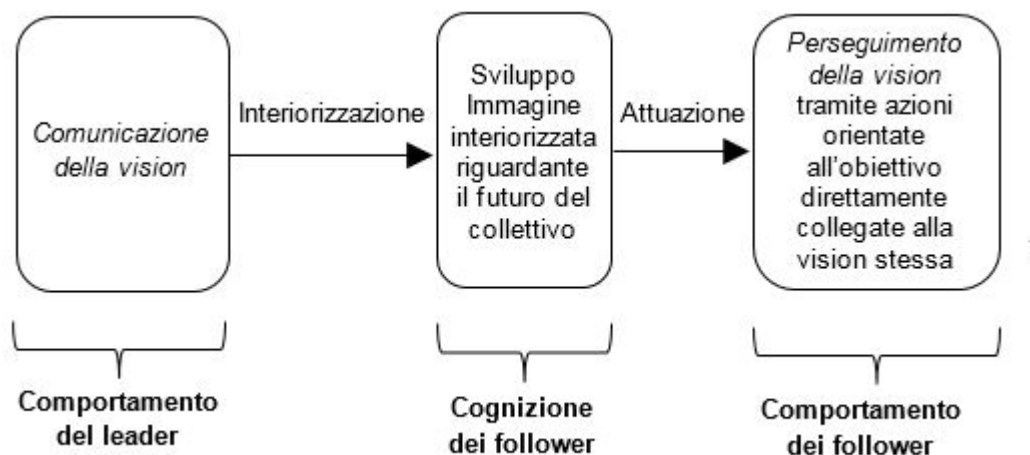 Comunicazione
della vision
Interiorizzazione
Sviluppo
Immagine
interiorizzata
riguardante
il futuro del
collettivo
Attuazione
Perseguimento
della vision
tramite azioni
orientate
all'obiettivo
direttamente
collegate alla
vision stessa
Comportamento
del leader
Cognizione
dei follower
Comportamento
dei follower